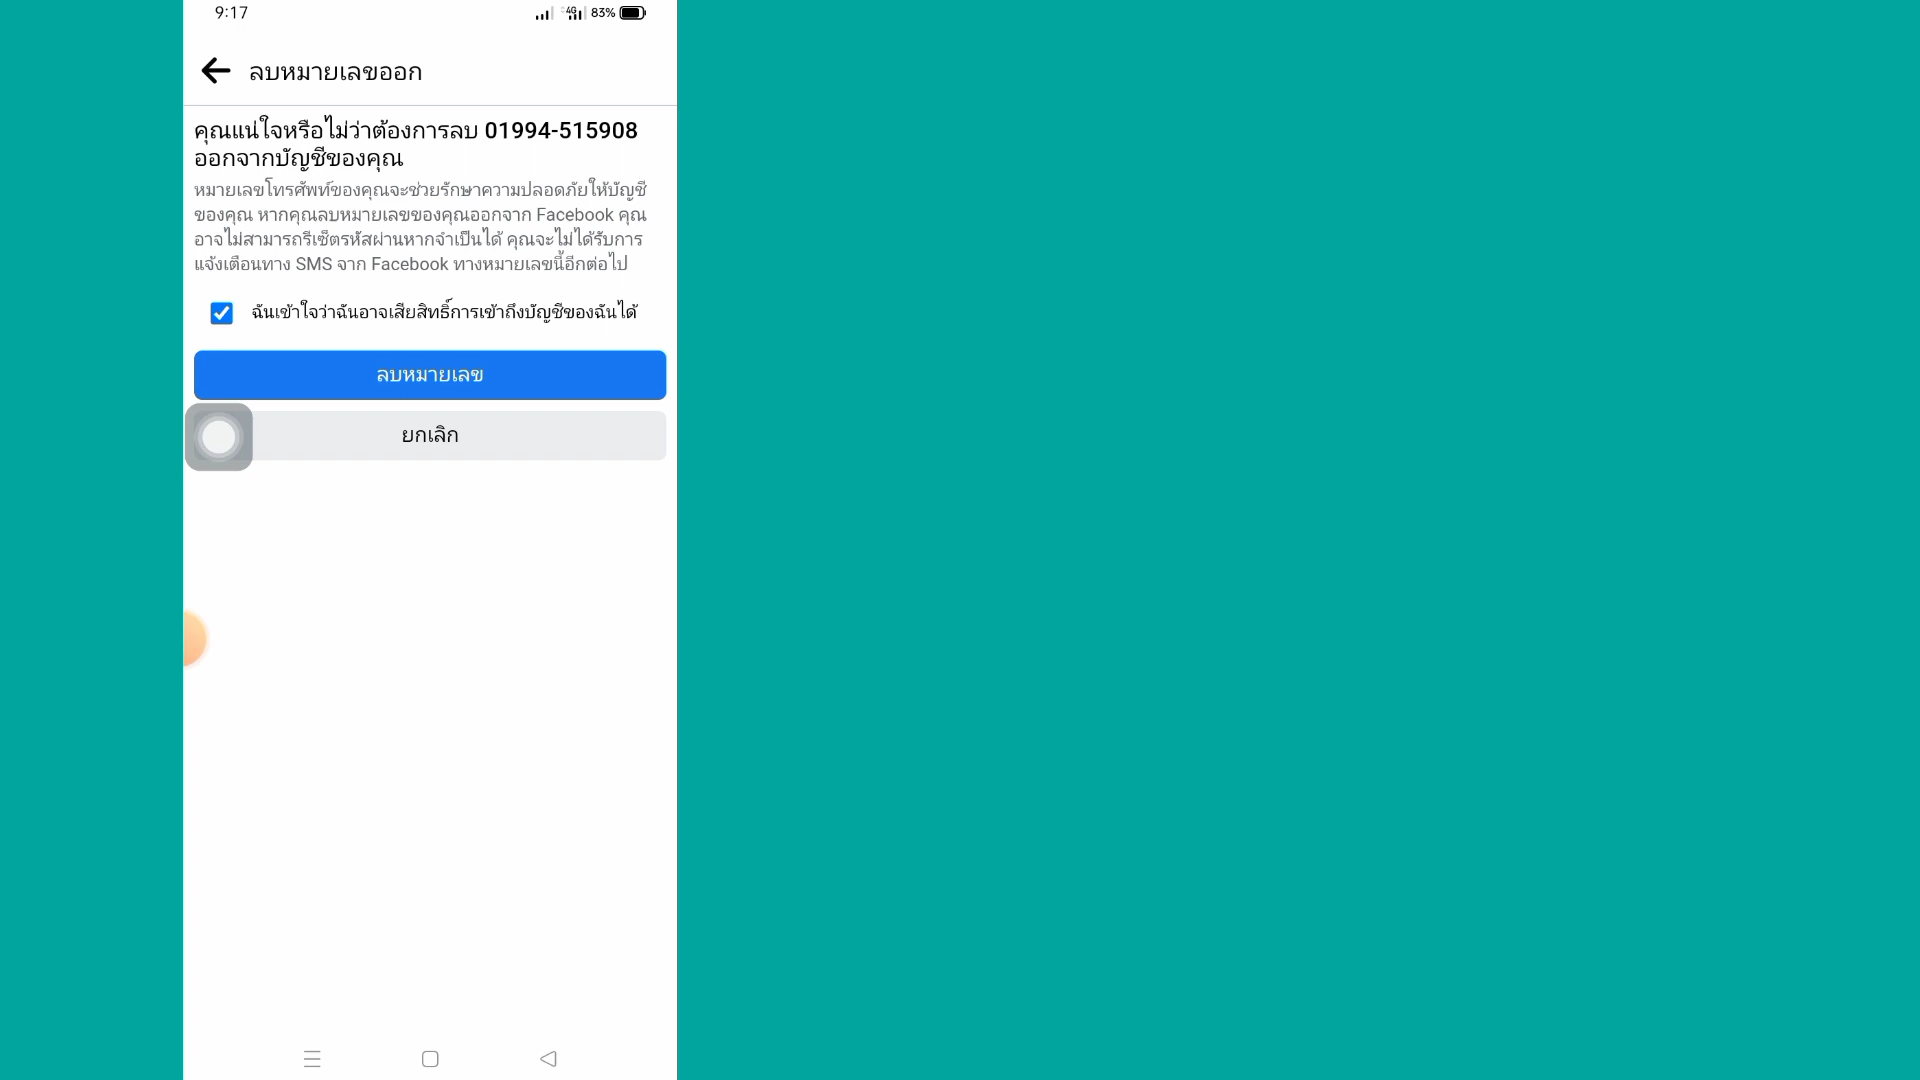 9:17
4G 83%
ลบหมายเลขออก
คุณแน่ใจหรือไม่ว่าต้องการลบ 01994-515908
ออกจากบัญชีของคุณ
หมายเลขโทรศัพท์ของคุณจะช่วยรักษาความปลอดภัยให้บัญชี
ของคุณ หากคุณลบหมายเลขของคุณออกจาก Facebook คุณ
อาจไม่สามารถรีเซ็ตรหัสผ่านหากจำเป็นได้ คุณจะไม่ได้รับการ
แจ้งเตือนทาง SMS จาก Facebook ทางหมายเลขนี้อีกต่อไป
ฉันเข้าใจว่าฉันอาจเสียสิทธิ์การเข้าถึงบัญชีของฉันได้
ลบหมายเลข
ยกเลิก